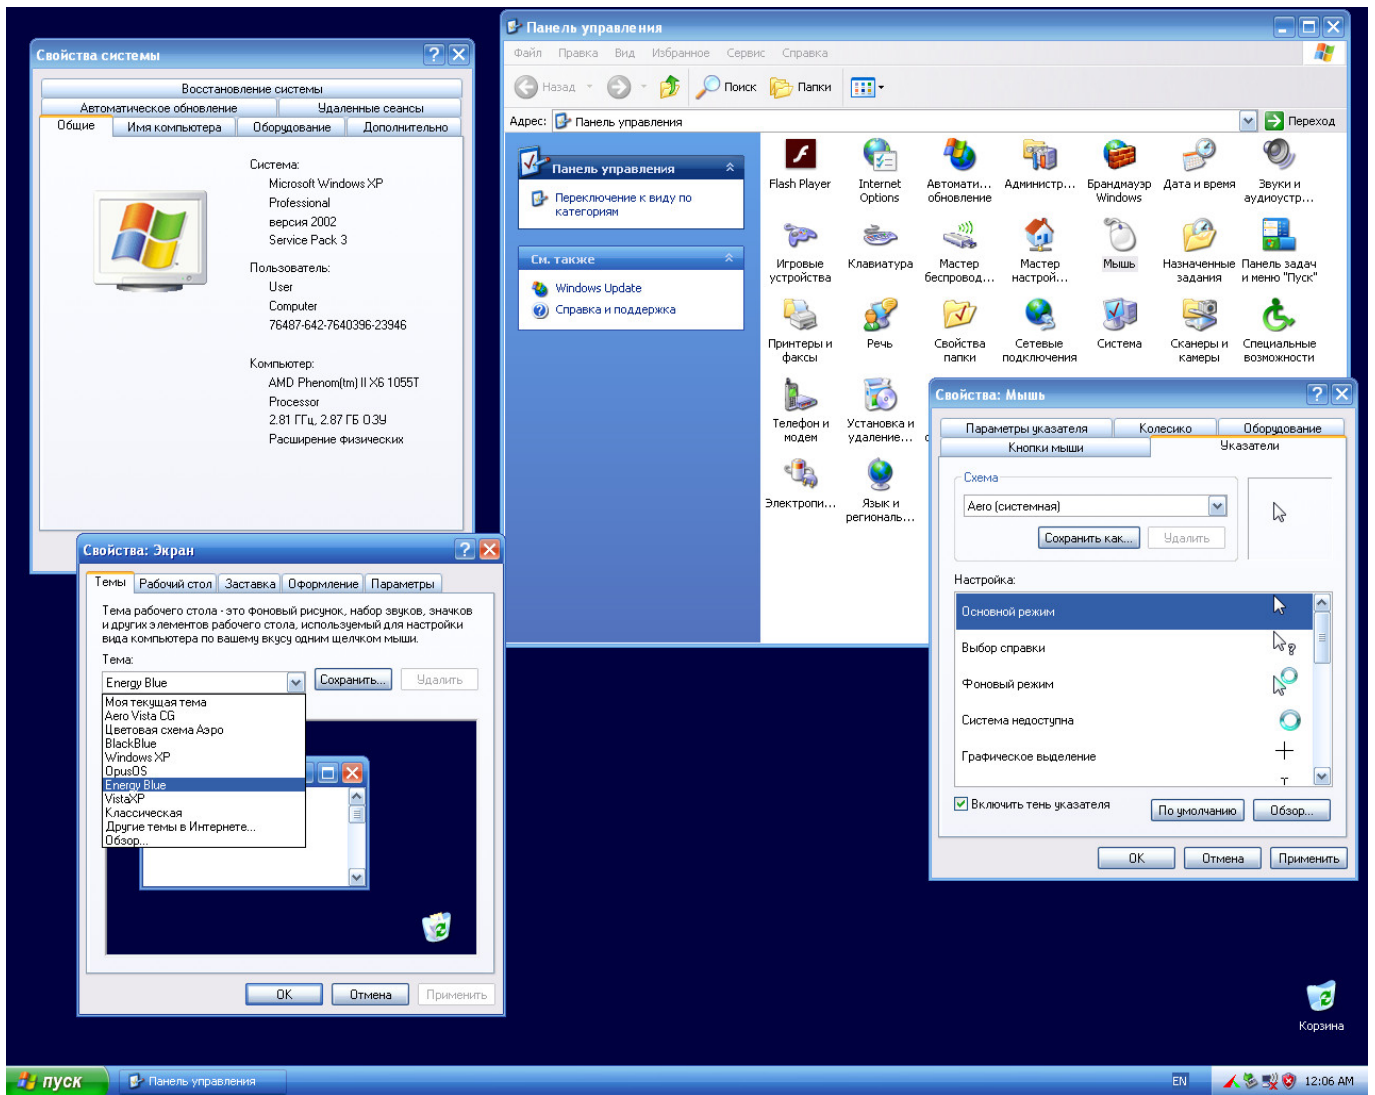 Свойства системы
Восстановление системы
Автоматическое обновление
Удаленные сеансы
Общие
Имя компьютера
Оборудование
Дополнительно
Система:
Microsoft Windows XP
Professional
версия 2002
Service Pack 3
Пользователь:
User
Computer
76487-642-7640396-23946
Компьютер:
AMD Phenom(tm) II X6 1055T
Processor
2.81 ГГц, 2.87 ГБ ОЗУ
Расширение физических
Панель управления
Файл Правка Вид Избранное Сервис Справка
Назад Поиск Папки
Адрес: Панель управления Переход
Панель управления
Переключение к виду по
категориям
См. также
Windows Update
Справка и поддержка
Flash Player
Internet
Options
Автомати...
обновление
Администр...
Брандмауэр
Windows
Дата и время
Звуки и
аудиоустр...
Игровые
устройства
Клавиатура
Мастер
беспровод...
Мастер
настрой...
Мышь
Назначенные
задания
Панель задач
и меню "Пуск"
Принтеры и
факсы
Речь
Свойства
папки
Сетевые
подключения
Система
Сканеры и
камеры
Специальные
возможности
Телефон и
модем
Установка и
удаление...
Электропи...
Язык и
региональ...
Свойства: Мышь
Параметры указателя
Колесико
Оборудование
Кнопки мыши
Указатели
Схема
Aero (системная)
Сохранить как...
Удалить
Настройка:
Основной режим
Выбор справки
Фоновый режим
Система недоступна
Графическое выделение
Включить тень указателя
По умолчанию
Обзор...
ОК
Отмена
Применить
Свойства: Экран
Темы
Рабочий стол
Заставка
Оформление
Параметры
Тема рабочего стола - это фоновый рисунок, набор звуков, значков
и других элементов рабочего стола, используемый для настройки
вида компьютера по вашему вкусу одним щелчком мыши.
Тема:
Energy Blue
Сохранить...
Удалить
Моя текущая тема
Aero Vista CG
Цветовая схема Аэро
BlackBlue
Windows XP
OpusOS
Energy Blue
VistaXP
Классическая
Другие темы в Интернете...
Обзор...
ОК
Отмена
Применить
Корзина
пуск
Панель управления
EN
12:06 AM